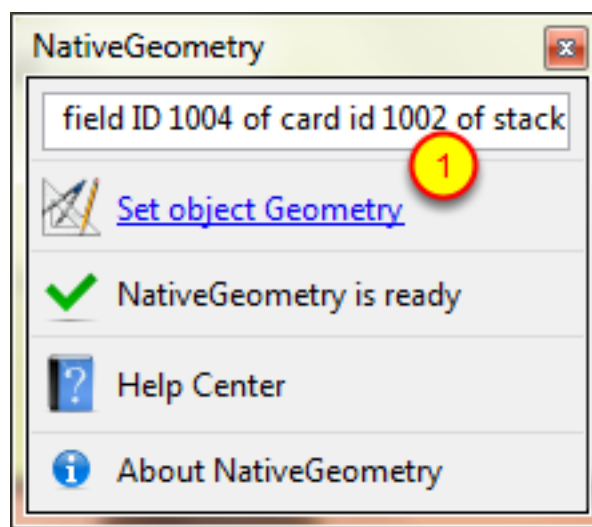 NativeGeometry
field ID 1004 of card id 1002 of stack
1
Set object Geometry
NativeGeometry is ready
Help Center
About NativeGeometry